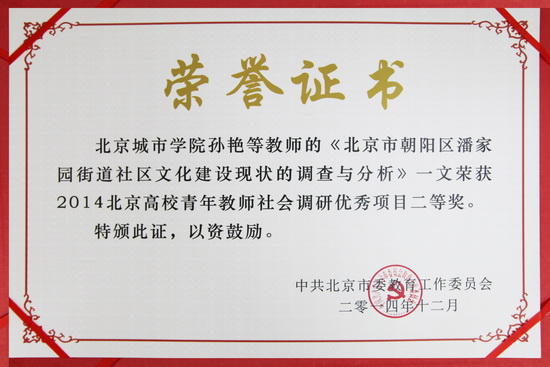 荣誉证书
北京城市学院孙艳等教师的《北京市朝阳区潘家
园街道社区文化建设现状的调查与分析》一文荣获
2014北京高校青年教师社会调研优秀项目二等奖。
特颁此证，以资鼓励。
中共北京市委教育工作委员会
二零一四年十二月